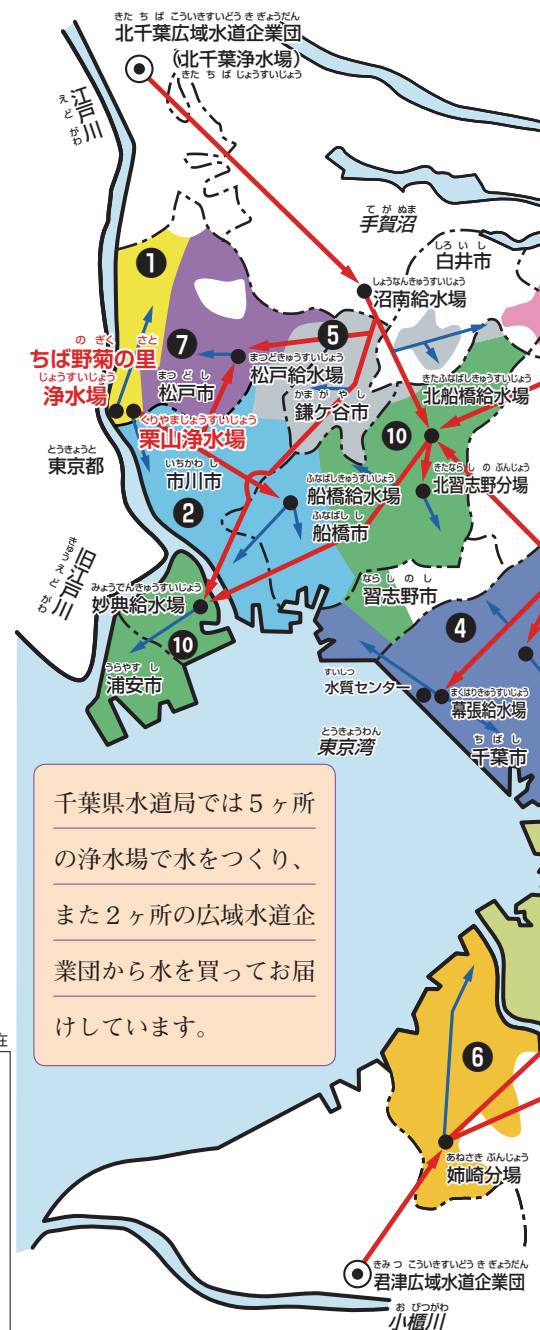 きたちばこういきすいどうきぎょうだん
北千葉広域水道企業団
(北千葉浄水場)
きたちばじょうすいじょう
江戸川
えどがわ
てがぬま
手賀沼
しろいし
白井市
しょうなんきゅうすいじょう
沼南給水場
1
5
7
のぎくさと
ちば野菊の里
じょうすいじょう
浄水場
まつどきゅうすいじょう
松戸給水場
まつどし
松戸市
かまがやし
鎌ケ谷市
きたふなばしきゅうすいじょう
北船橋給水場
くりやまじょうすいじょう
栗山浄水場
10
とうきょうと
東京都
いちかわし
市川市
ふなばしきゅうすいじょう
船橋給水場
きたならしのぶんじょう
北習志野分場
2
ふなばしし
船橋市
旧江戸川
きゅうえどがわ
みょうでんきゅうすいじょう
妙典給水場
ならしのし
習志野市
10
4
うらやすし
浦安市
すいしつ
水質センター
まくはりきゅうすいじょう
幕張給水場
とうきょうわん
東京湾
ちばし
千葉市
千葉県水道局では5ヶ所
の浄水場で水をつくり、
また2ヶ所の広域水道企
業団から水を買ってお届
けしています。
在
6
あねさきぶんじょう
姉崎分場
きみつこういきすいどうきぎょうだん
君津広域水道企業団
おびつがわ
小櫃川